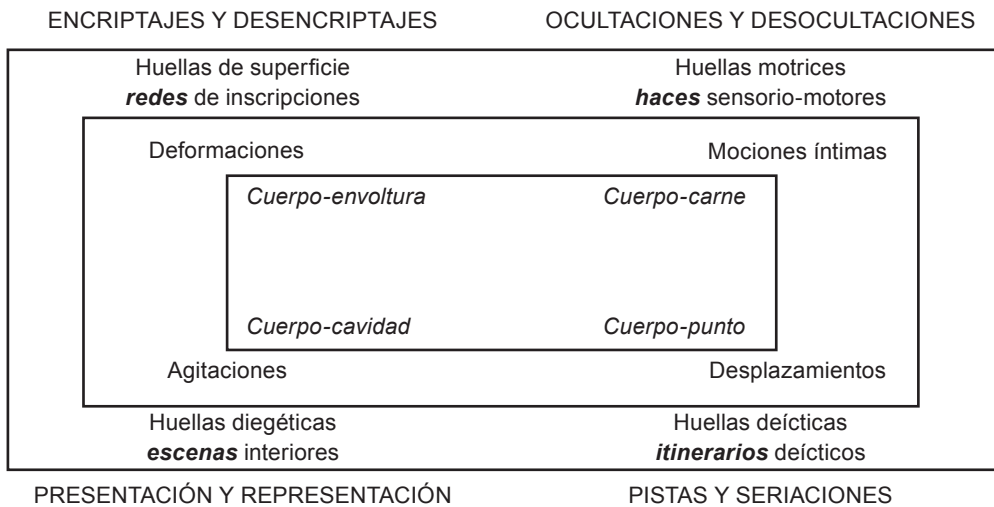 ENCRIPTAJES Y DESENCRIPTAJES OCULTACIONES Y DESOCULTACIONES
Huellas de superficie Huellas motrices
redes de inscripciones haces sensorio-motores
Deformaciones Mociones íntimas
Cuerpo-envoltura Cuerpo-carne
Cuerpo-cavidad Cuerpo-punto
Agitaciones Desplazamientos
Huellas diegéticas Huellas deícticas
escenas interiores itinerarios deícticos
PRESENTACIÓN Y REPRESENTACIÓN PISTAS Y SERIACIONES